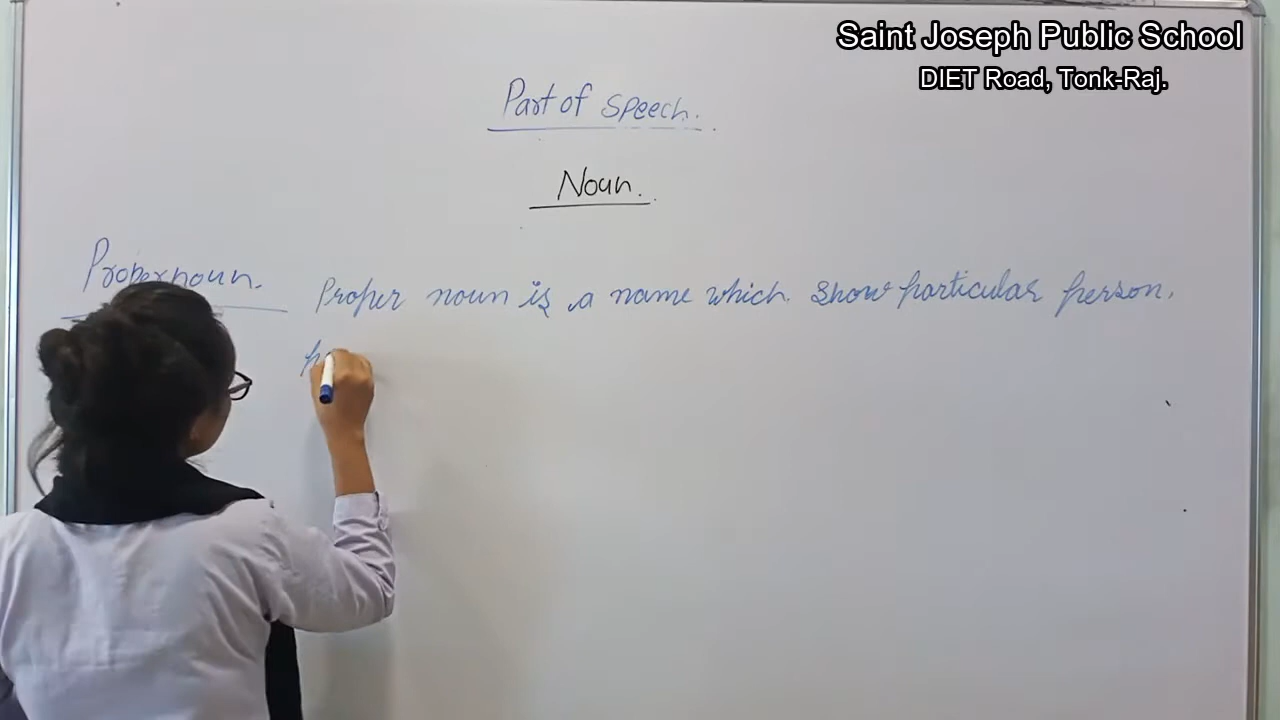 Saint Joseph Public School
DIET Road, Tonk-Raj.
Part of speech.
Noun.
Proper noun.
Proper noun is a name which show particular person,